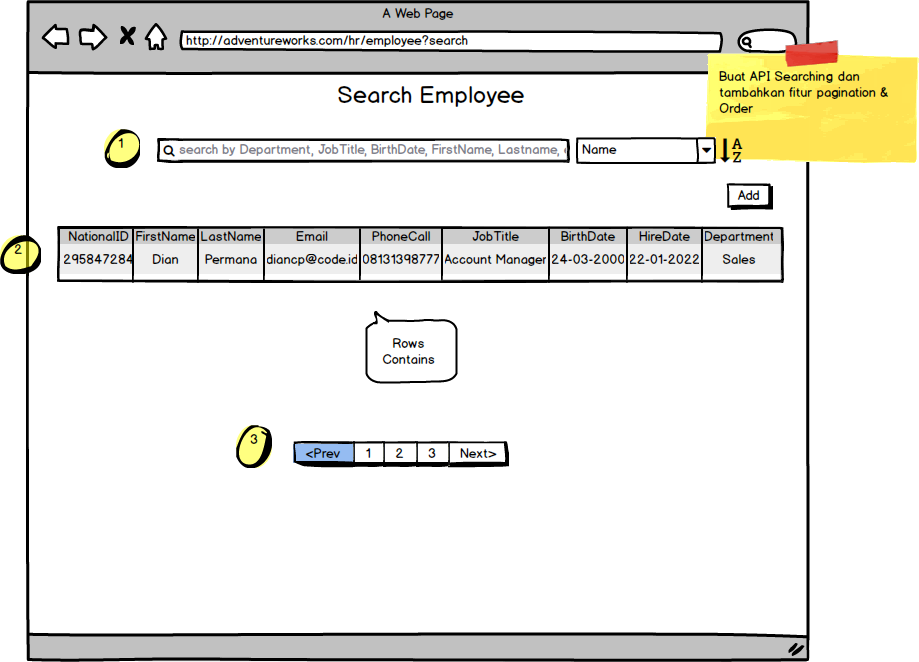 A Web Page
http://adventureworks.com/hr/employee?search
Buat API Searching dan
tambahkan fitur pagination &
Order
Search Employee
1
search by Department, JobTitle, BirthDate, FirstName, Lastname,
Name
A
Z
Add
2
NationalID FirstName LastName Email PhoneCall JobTitle BirthDate HireDate Department
295847284 Dian Permana diancp@code.id 08131398777 Account Manager 24-03-2000 22-01-2022 Sales
Rows
Contains
3
<Prev 1 2 3 Next>